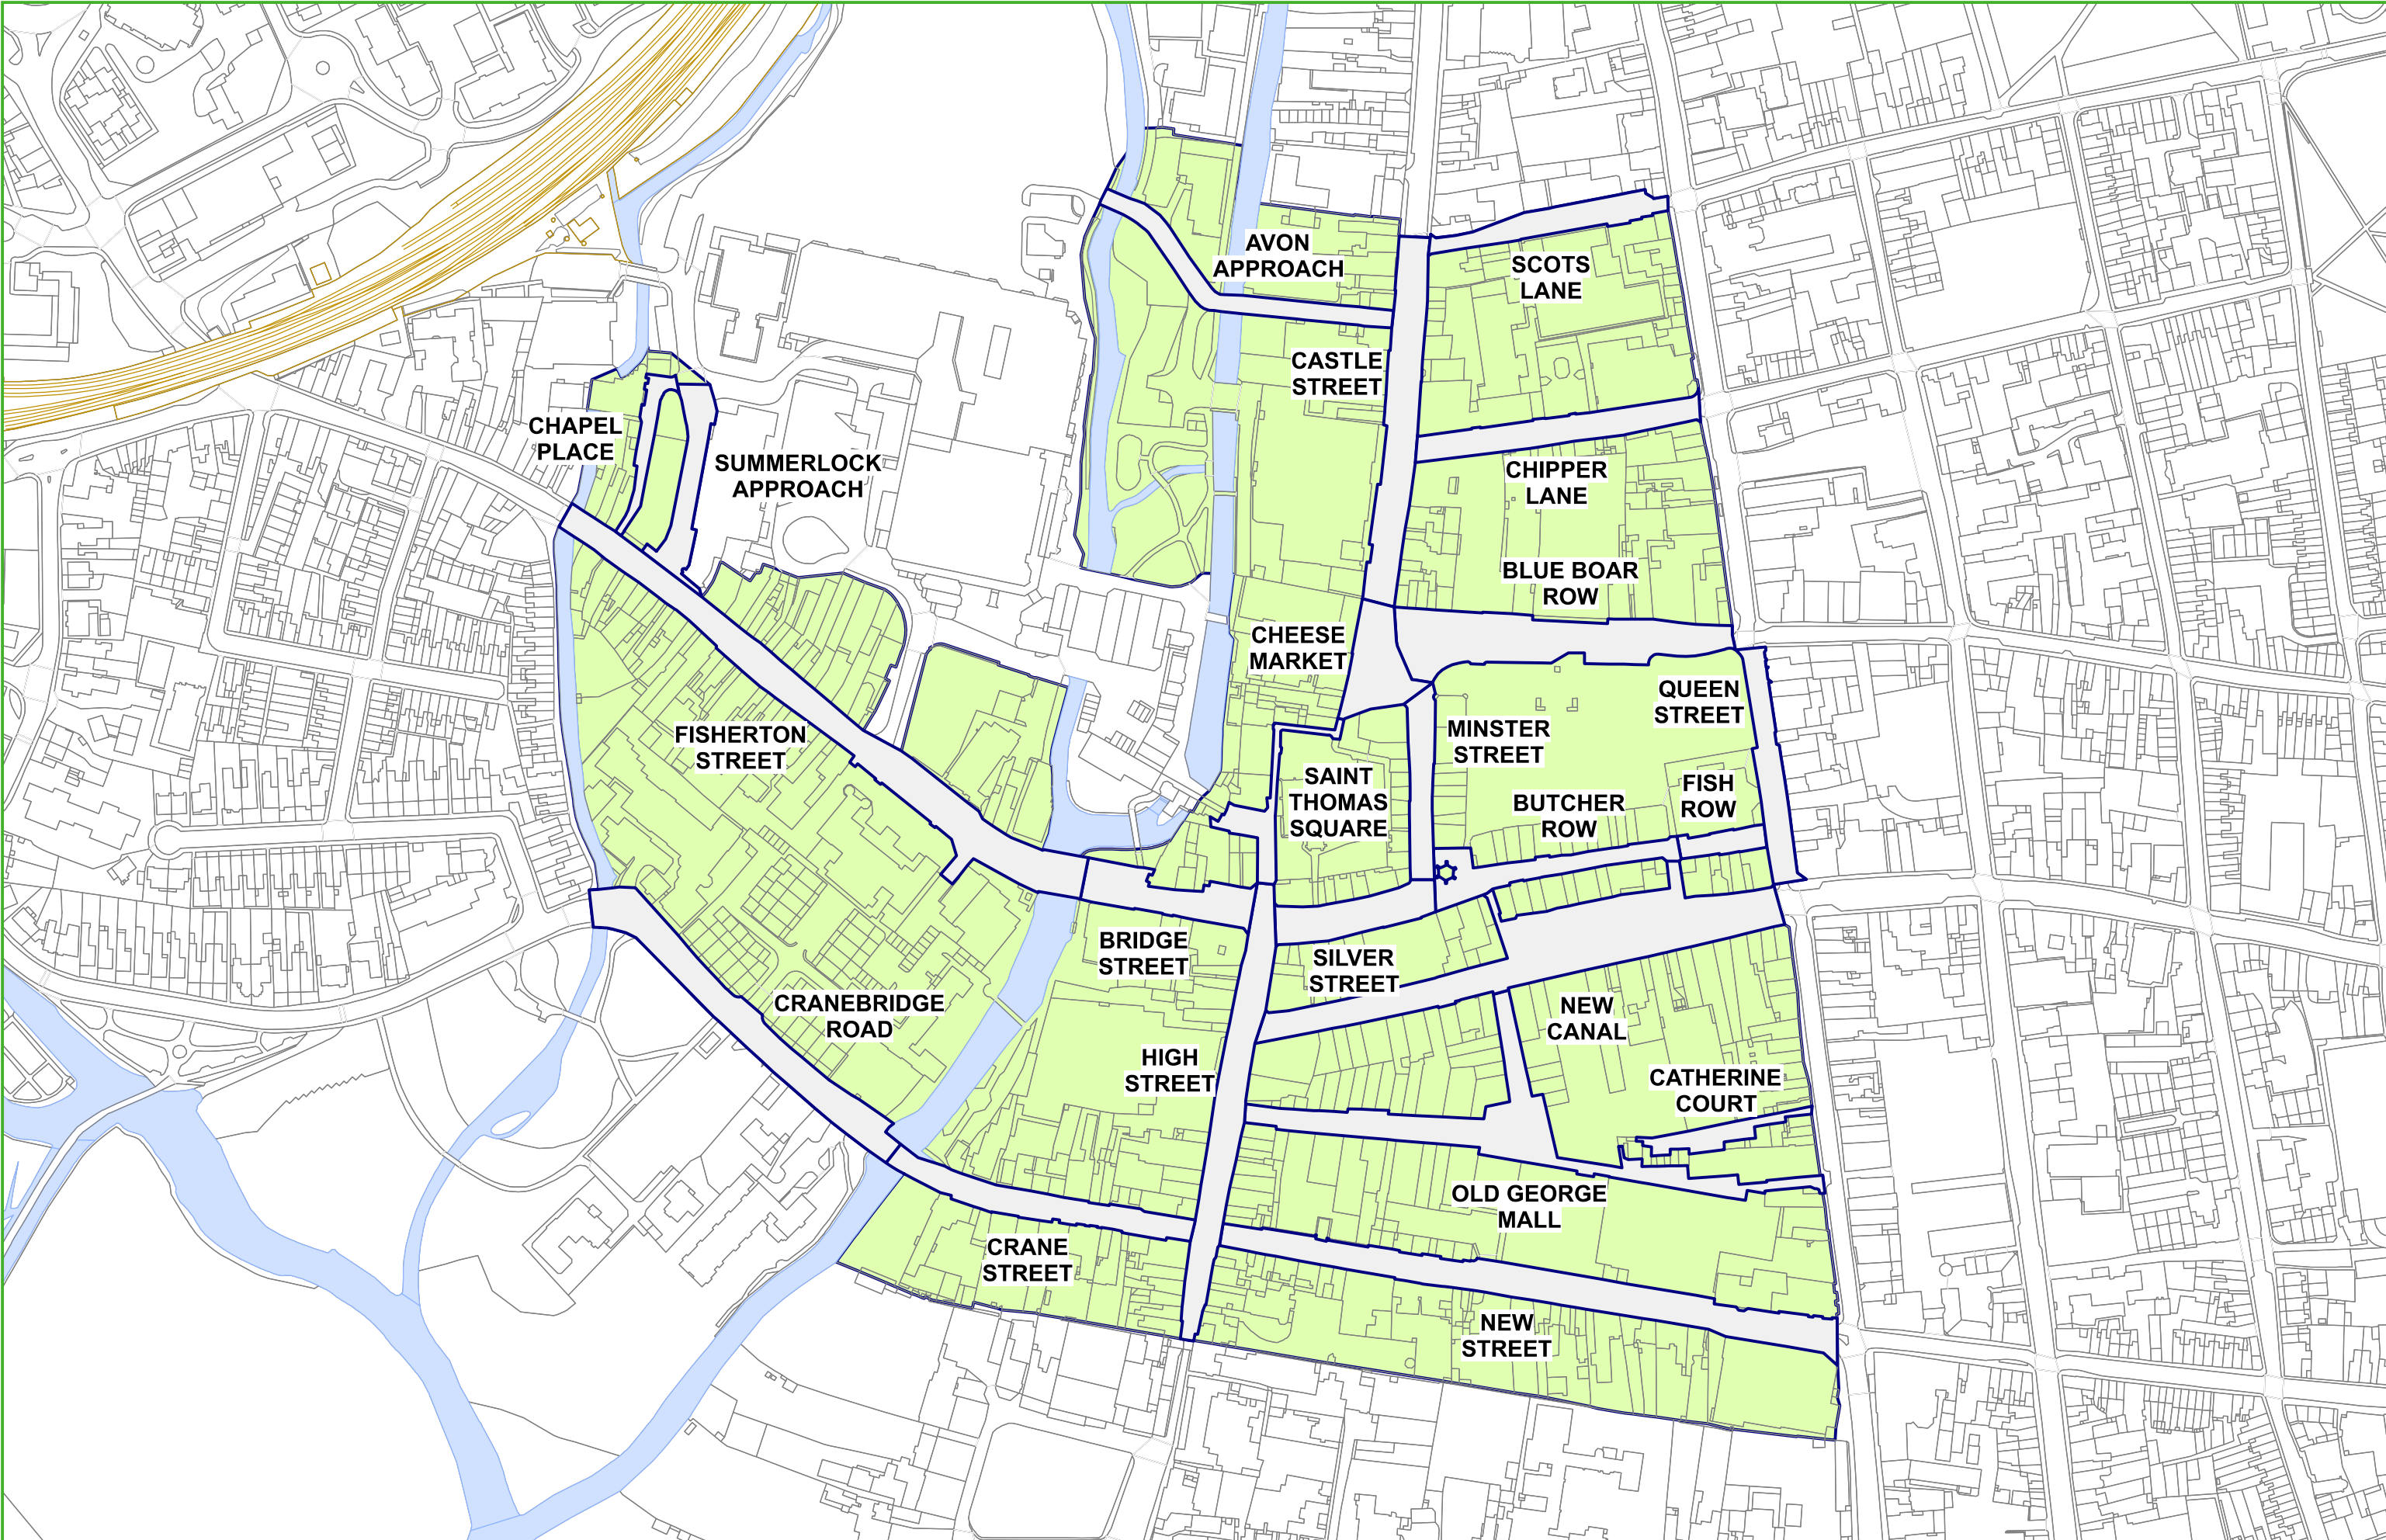 AVON
APPROACH
SCOTS
LANE
CASTLE
STREET
CHAPEL
PLACE
SUMMERLOCK
APPROACH
CHIPPER
LANE
BLUE BOAR
ROW
CHEESE
MARKET
QUEEN
STREET
FISHERTON
STREET
MINSTER
STREET
SAINT
THOMAS
SQUARE
FISH
ROW
BUTCHER
ROW
BRIDGE
STREET
SILVER
STREET
CRANEBRIDGE
ROAD
NEW
CANAL
HIGH
STREET
CATHERINE
COURT
OLD GEORGE
MALL
CRANE
STREET
NEW
STREET